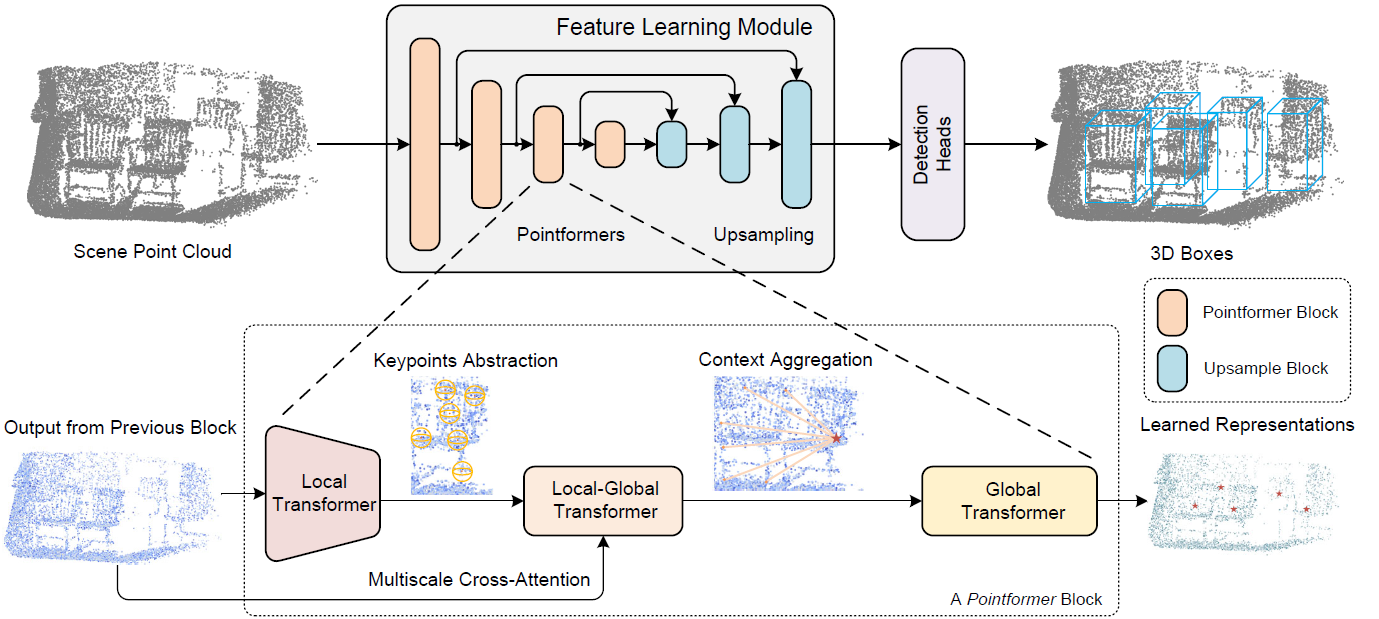 Feature Learning Module
Detection
Heads
Pointformers
Upsampling
Scene Point Cloud
3D Boxes
Pointformer Block
Upsample Block
Keypoints Abstraction
Context Aggregation
Output from Previous Block
Learned Representations
Local
Transformer
Local-Global
Transformer
Global
Transformer
Multiscale Cross-Attention
A Pointformer Block